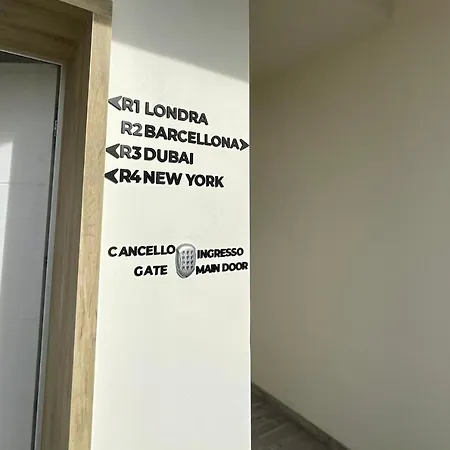 R1 LONDRA
R2 BARCELLONA
R3 DUBAI
R4 NEW YORK
CANCELLO INGRESSO
GATE MAIN DOOR